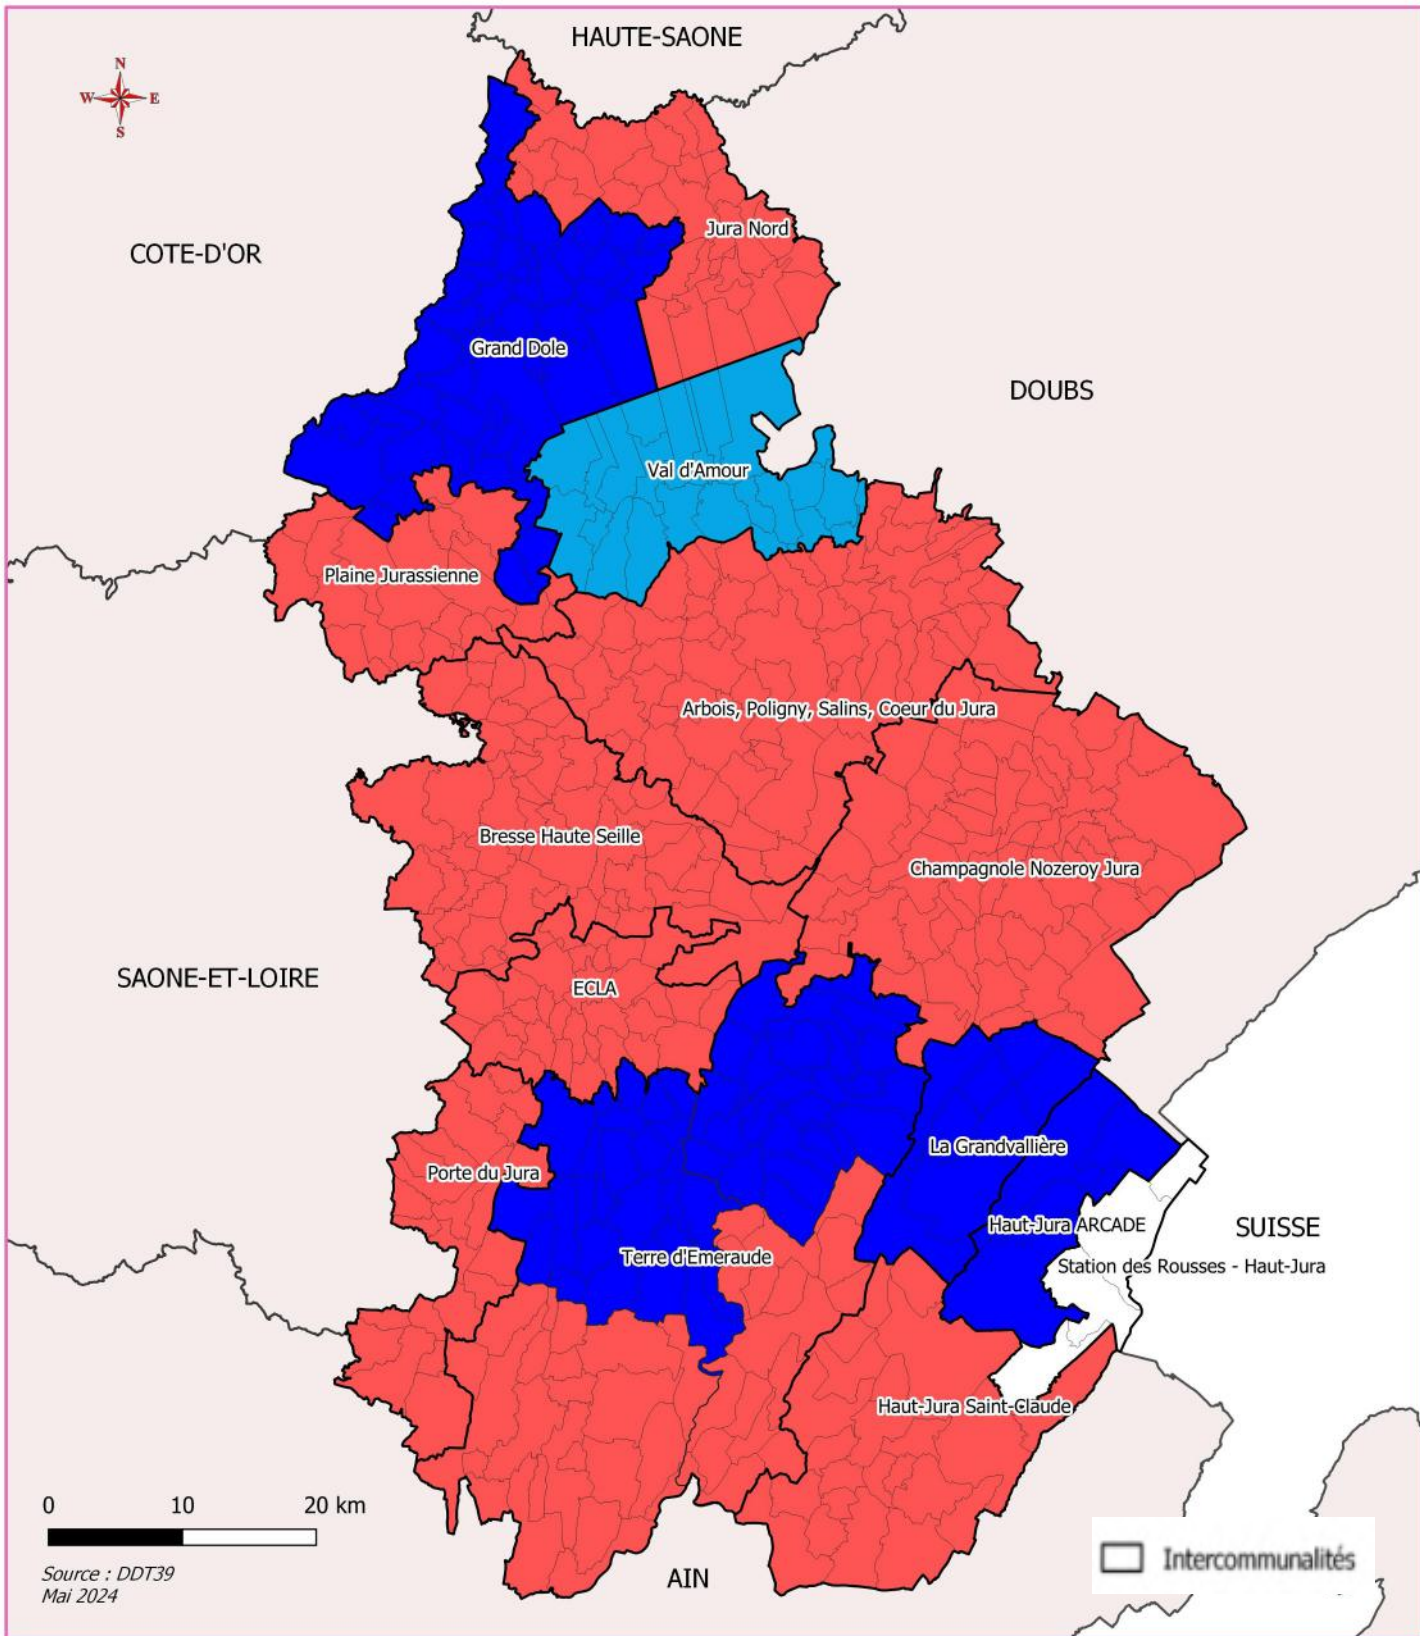 HAUTE-SAONE
N
W E
S
Jura Nord
COTE-D'OR
Grand Dole
DOUBS
Val d'Amour
Plaine Jurassienne
Arbois, Poligny, Salins, Coeur du Jura
Bresse Haute Seille
Champagnole Nozeroy Jura
SAONE-ET-LOIRE
ECLA
La Grandvallière
Porte du Jura
Haut-Jura ARCADE
SUISSE
Terre d'Emeraude
Station des Rousses - Haut-Jura
Haut-Jura Saint-Claude
0 10 20 km
Source : DDT39
Mai 2024
AIN
Intercommunalités